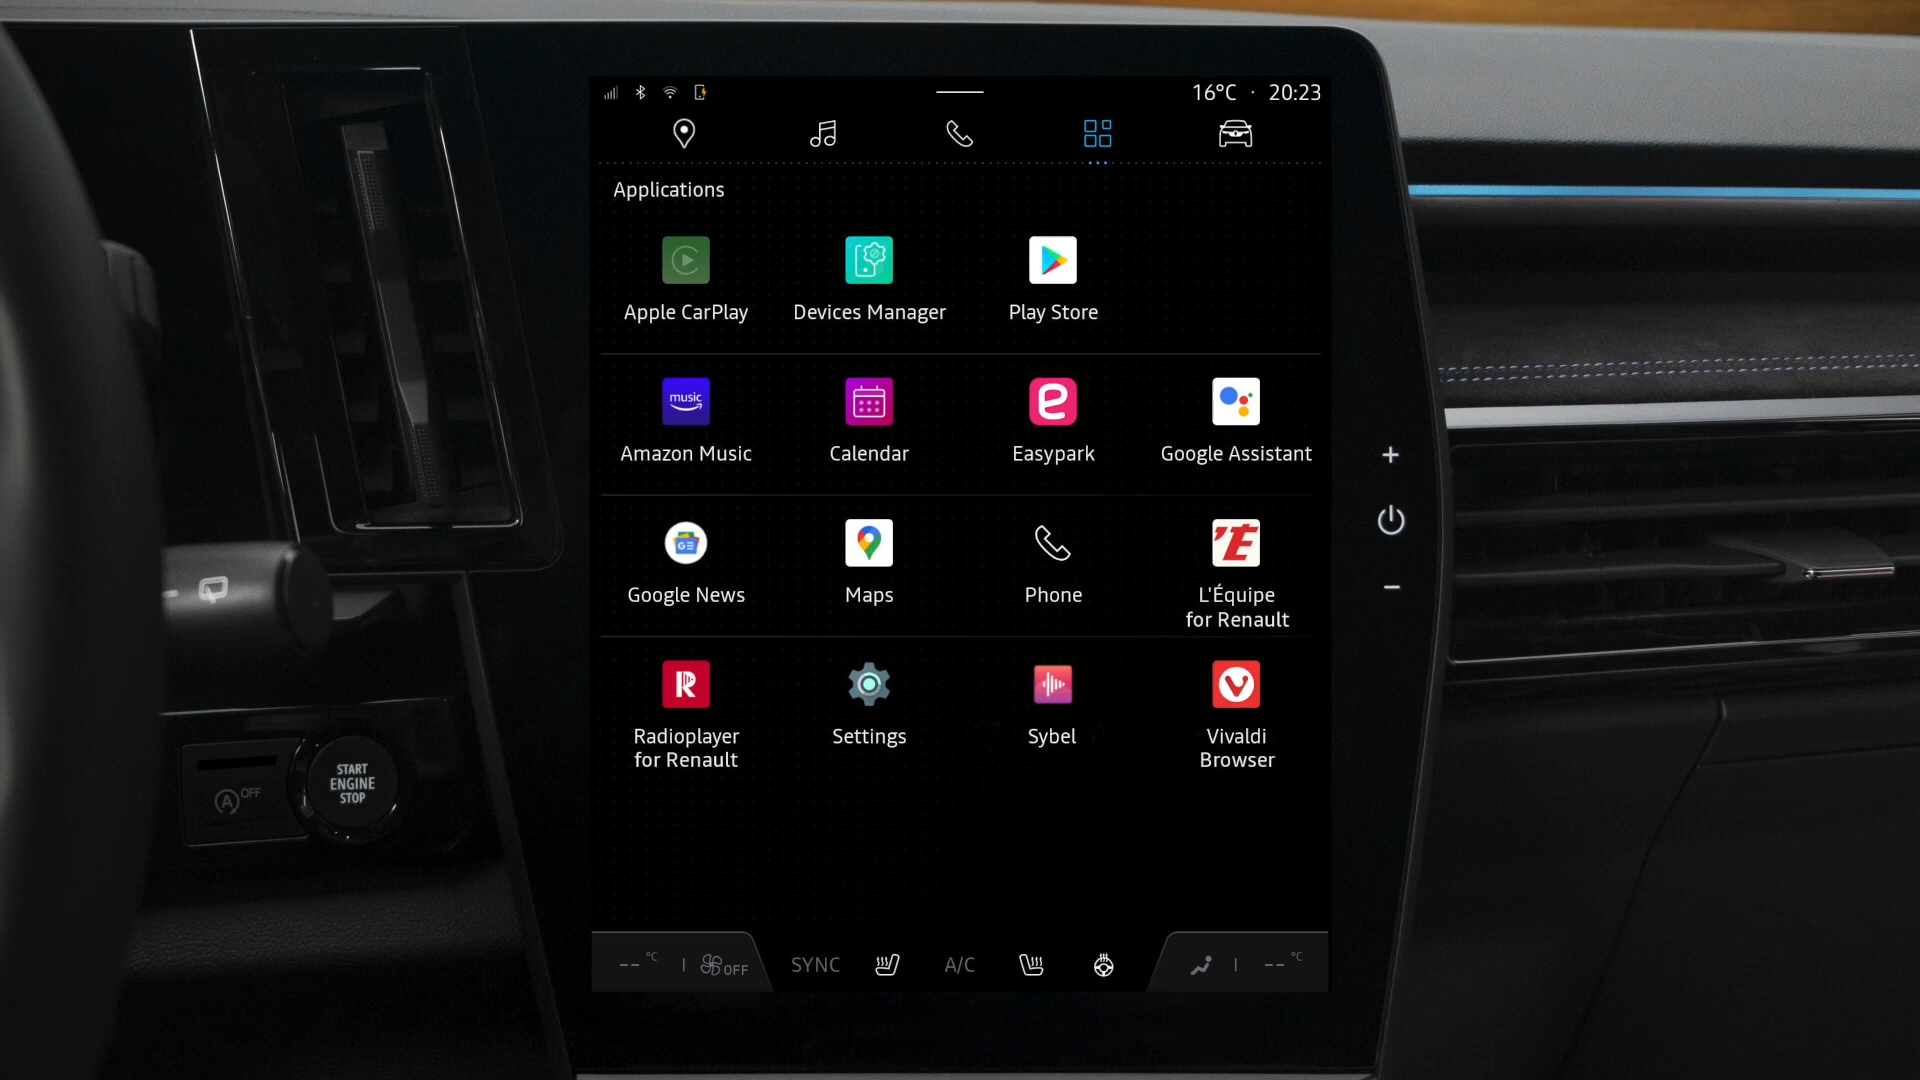 16°C · 20:23
Applications
Apple CarPlay
Devices Manager
Play Store
music
Amazon Music
Calendar
e
Easypark
Google Assistant
GE
Google News
Maps
Phone
'É
L'Équipe
for Renault
R
Radioplayer
for Renault
Settings
Sybel
Vivaldi
Browser
-- °C
OFF
SYNC
A/C
-- °C
+
−
A OFF
START
ENGINE
STOP